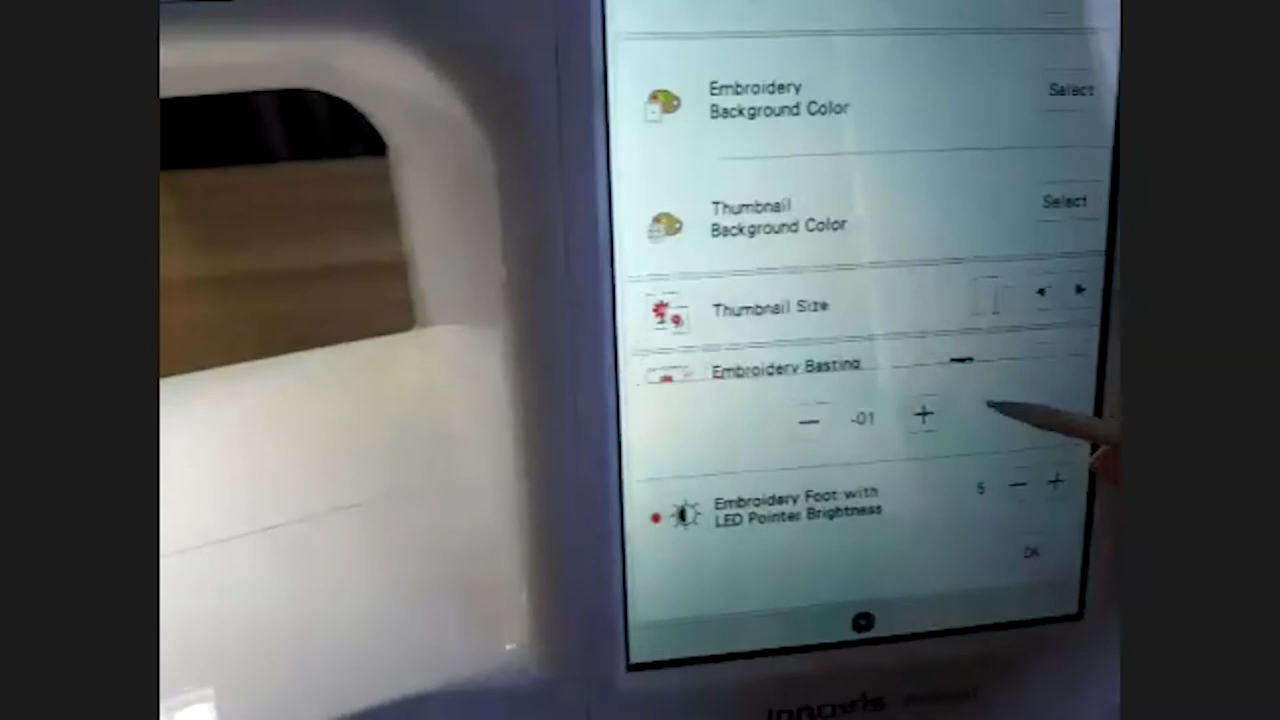 Embroidery
Background Color
Select
Thumbnail
Background Color
Select
Thumbnail Size
Embroidery Basting
-01
Embroidery Foot with
LED Pointer Brightness
5
OK